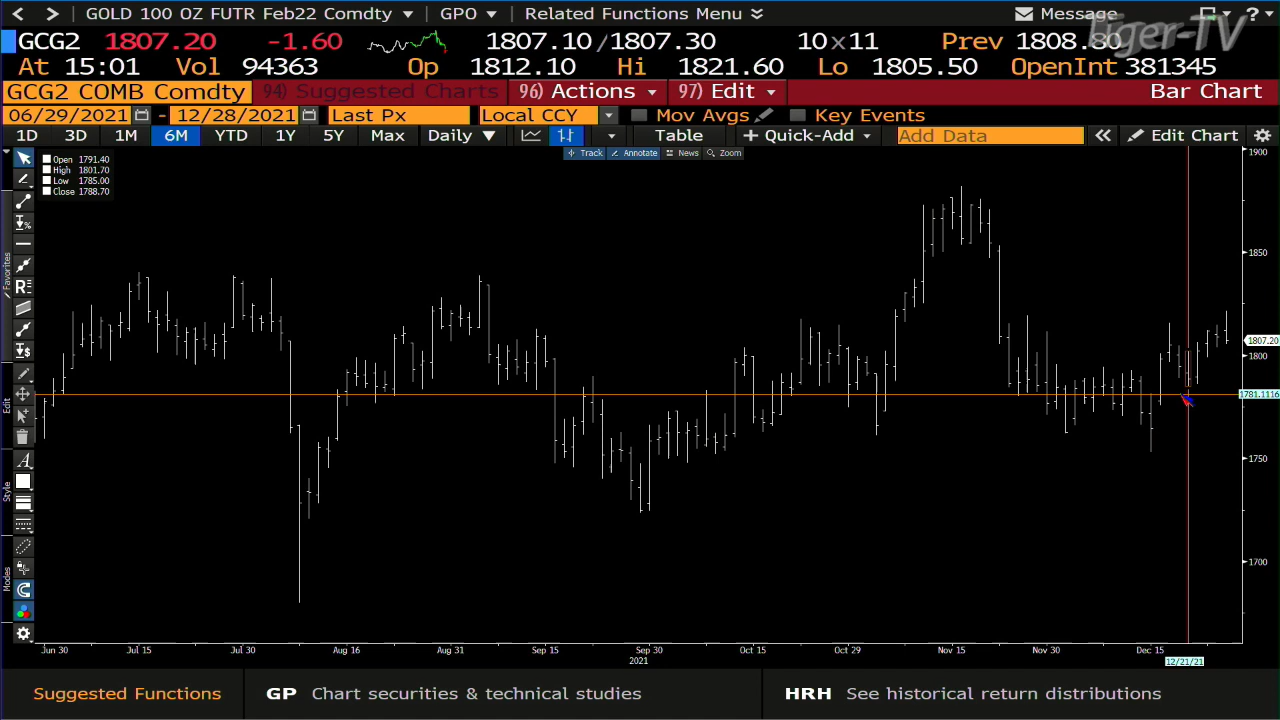 GOLD 100 OZ FUTR Feb22 Comdty GPO Related Functions Menu Message ?
Tiger-TV
GCG2 1807.20 -1.60 1807.10/1807.30 10x11 Prev 1808.80
At 15:01 Vol 94363 Op 1812.10 Hi 1821.60 Lo 1805.50 OpenInt 381345
GCG2 COMB Comdty 94) Suggested Charts 96) Actions 97) Edit Bar Chart
06/29/2021 - 12/28/2021 Last Px Local CCY Mov Avgs Key Events
1D 3D 1M 6M YTD 1Y 5Y Max Daily Table + Quick-Add Add Data Edit Chart
Track Annotate News Zoom
Open 1791.40
High 1801.70
Low 1785.00
Close 1788.70
Favorites
Edit
Style
Modes
1900
1850
1807.20
1800
1781.1116
1750
1700
Jun 30 Jul 15 Jul 30 Aug 16 Aug 31 Sep 15 Sep 30 Oct 15 Oct 29 Nov 15 Nov 30 Dec 15
2021 12/21/21
Suggested Functions GP Chart securities & technical studies HRH See historical return distributions